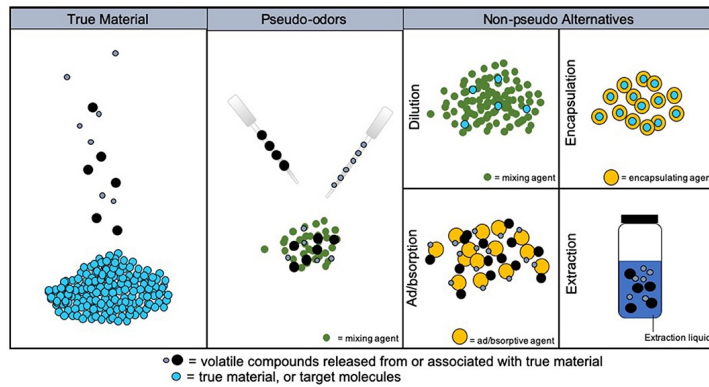 True Material
Pseudo-odors
Non-pseudo Alternatives
Dilution
= mixing agent
Encapsulation
= encapsulating agent
= mixing agent
Ad/bsorption
= ad/bsorptive agent
Extraction
Extraction liquid
= volatile compounds released from or associated with true material
= true material, or target molecules